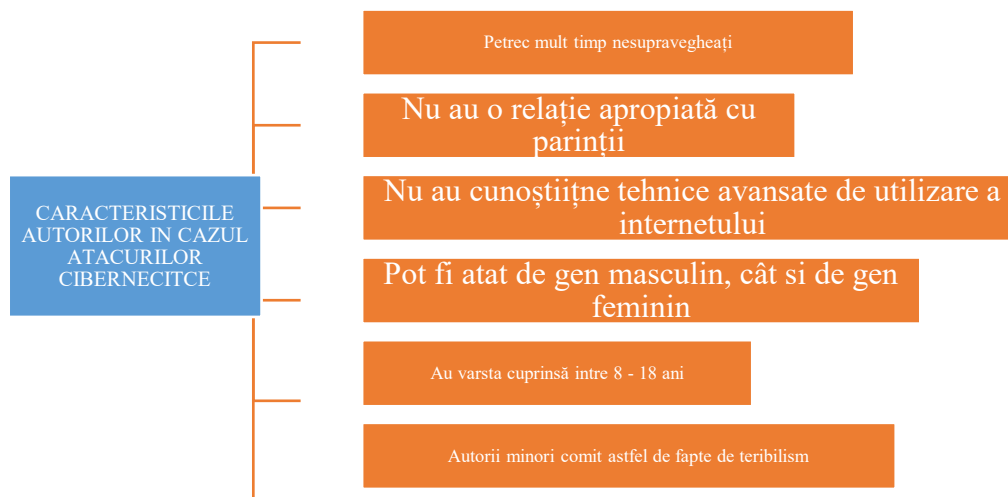 CARACTERISTICILE
AUTORILOR IN CAZUL
ATACURILOR
CIBERNECITCE
Petrec mult timp nesupravegheați
Nu au o relație apropiată cu
parinții
Nu au cunoștiițne tehnice avansate de utilizare a
internetului
Pot fi atat de gen masculin, cât si de gen
feminin
Au varsta cuprinsă intre 8 - 18 ani
Autorii minori comit astfel de fapte de teribilism